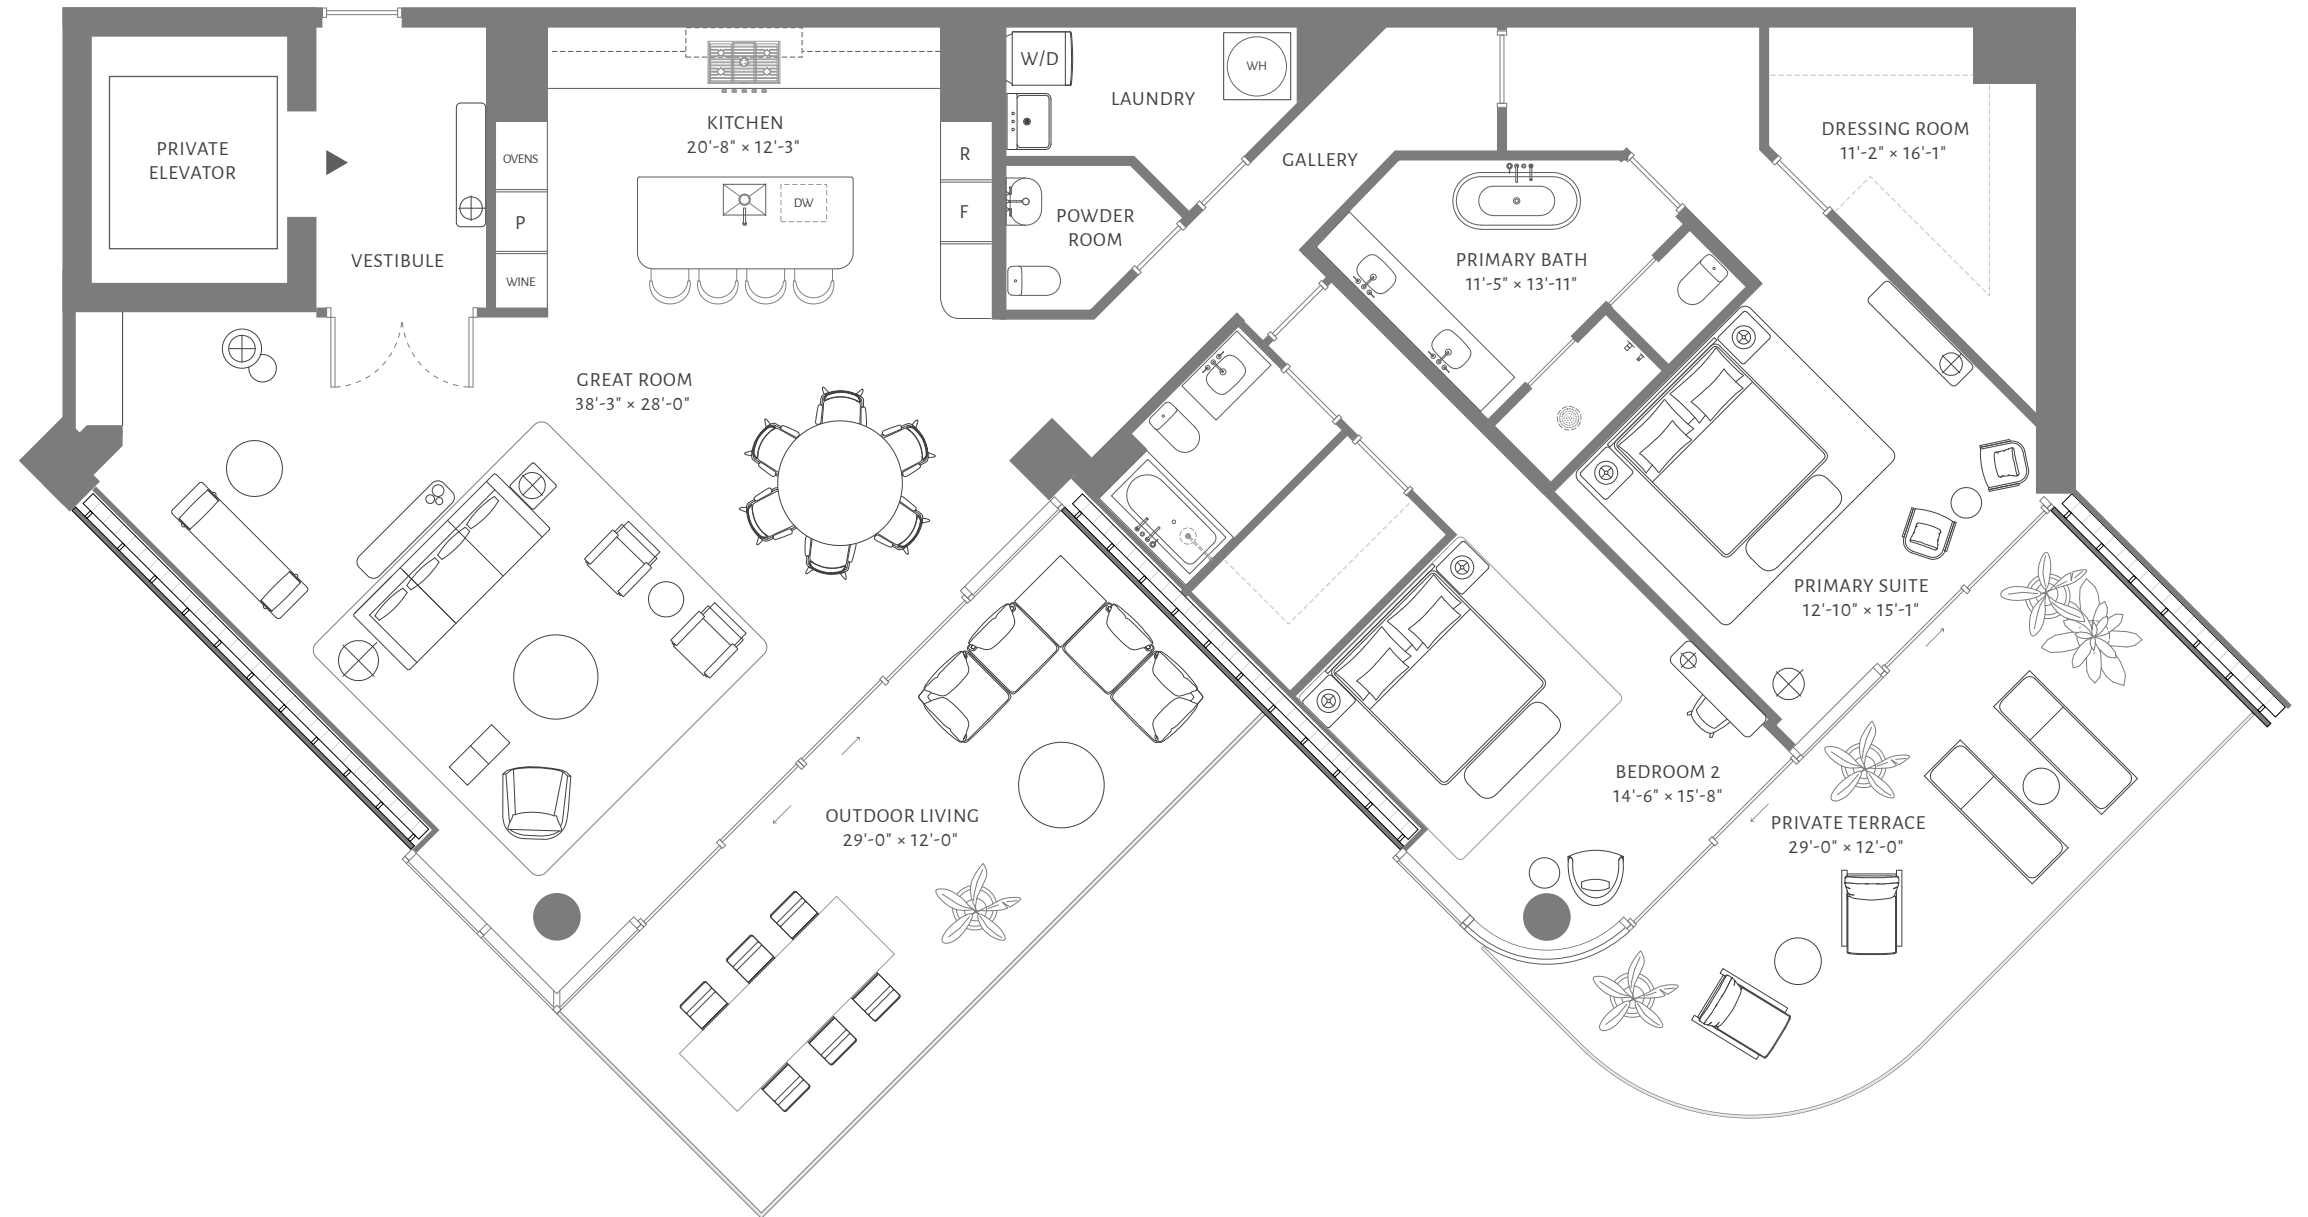 PRIVATE
ELEVATOR
VESTIBULE
OVENS
P
WINE
KITCHEN
20'-8" × 12'-3"
DW
R
F
W/D
LAUNDRY
WH
POWDER
ROOM
GALLERY
PRIMARY BATH
11'-5" × 13'-11"
DRESSING ROOM
11'-2" × 16'-1"
GREAT ROOM
38'-3" × 28'-0"
PRIMARY SUITE
12'-10" × 15'-1"
BEDROOM 2
14'-6" × 15'-8"
OUTDOOR LIVING
29'-0" × 12'-0"
PRIVATE TERRACE
29'-0" × 12'-0"